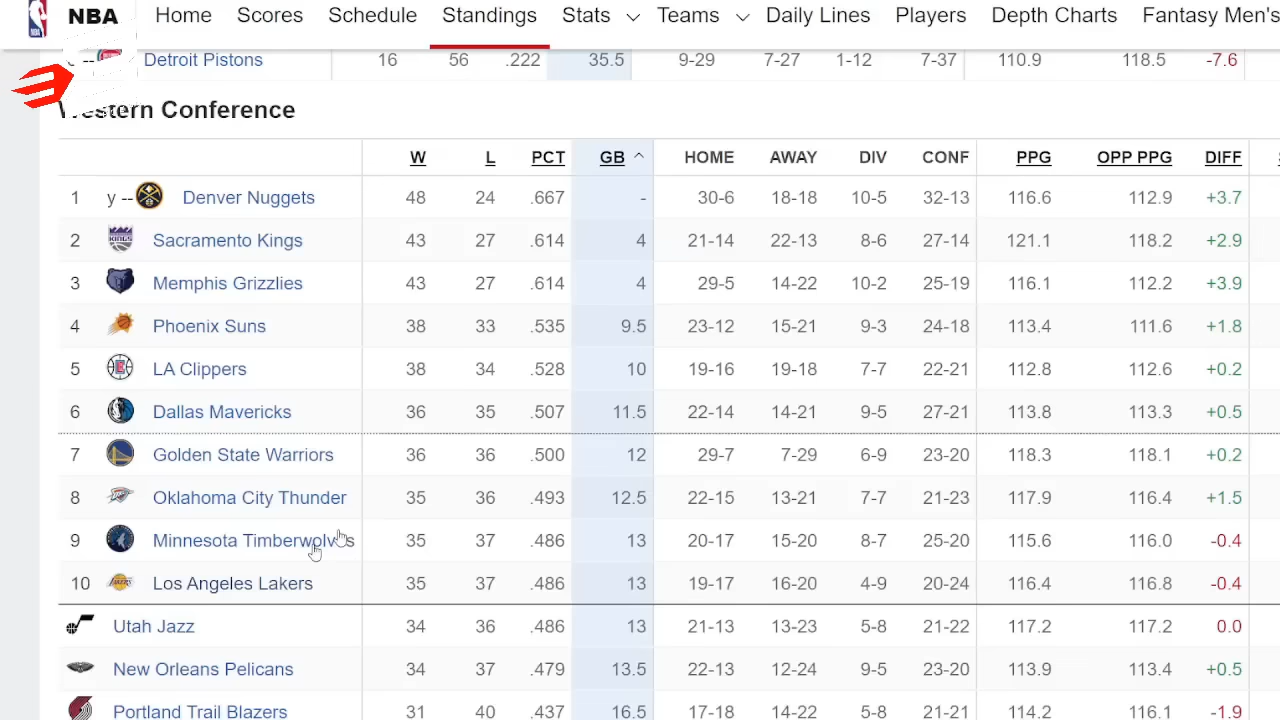 NBA Home Scores Schedule Standings Stats Teams Daily Lines Players Depth Charts Fantasy Men's
Detroit Pistons 16 56 .222 35.5 9-29 7-27 1-12 7-37 110.9 118.5 -7.6
Western Conference
W L PCT GB HOME AWAY DIV CONF PPG OPP PPG DIFF
1 y -- Denver Nuggets 48 24 .667 - 30-6 18-18 10-5 32-13 116.6 112.9 +3.7
2 KINGS Sacramento Kings 43 27 .614 4 21-14 22-13 8-6 27-14 121.1 118.2 +2.9
3 Memphis Grizzlies 43 27 .614 4 29-5 14-22 10-2 25-19 116.1 112.2 +3.9
4 Phoenix Suns 38 33 .535 9.5 23-12 15-21 9-3 24-18 113.4 111.6 +1.8
5 LA Clippers 38 34 .528 10 19-16 19-18 7-7 22-21 112.8 112.6 +0.2
6 Dallas Mavericks 36 35 .507 11.5 22-14 14-21 9-5 27-21 113.8 113.3 +0.5
7 Golden State Warriors 36 36 .500 12 29-7 7-29 6-9 23-20 118.3 118.1 +0.2
8 Oklahoma City Thunder 35 36 .493 12.5 22-15 13-21 7-7 21-23 117.9 116.4 +1.5
9 Minnesota Timberwolves 35 37 .486 13 20-17 15-20 8-7 25-20 115.6 116.0 -0.4
10 Los Angeles Lakers 35 37 .486 13 19-17 16-20 4-9 20-24 116.4 116.8 -0.4
Utah Jazz 34 36 .486 13 21-13 13-23 5-8 21-22 117.2 117.2 0.0
New Orleans Pelicans 34 37 .479 13.5 22-13 12-24 9-5 23-20 113.9 113.4 +0.5
Portland Trail Blazers 31 40 .437 16.5 17-18 14-22 5-8 21-21 114.2 116.1 -1.9